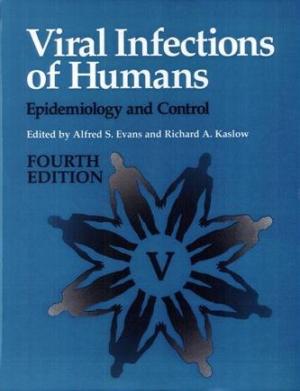 Viral Infections
of Humans
Epidemiology and Control
Edited by Alfred S. Evans and Richard A. Kaslow
FOURTH
EDITION
V